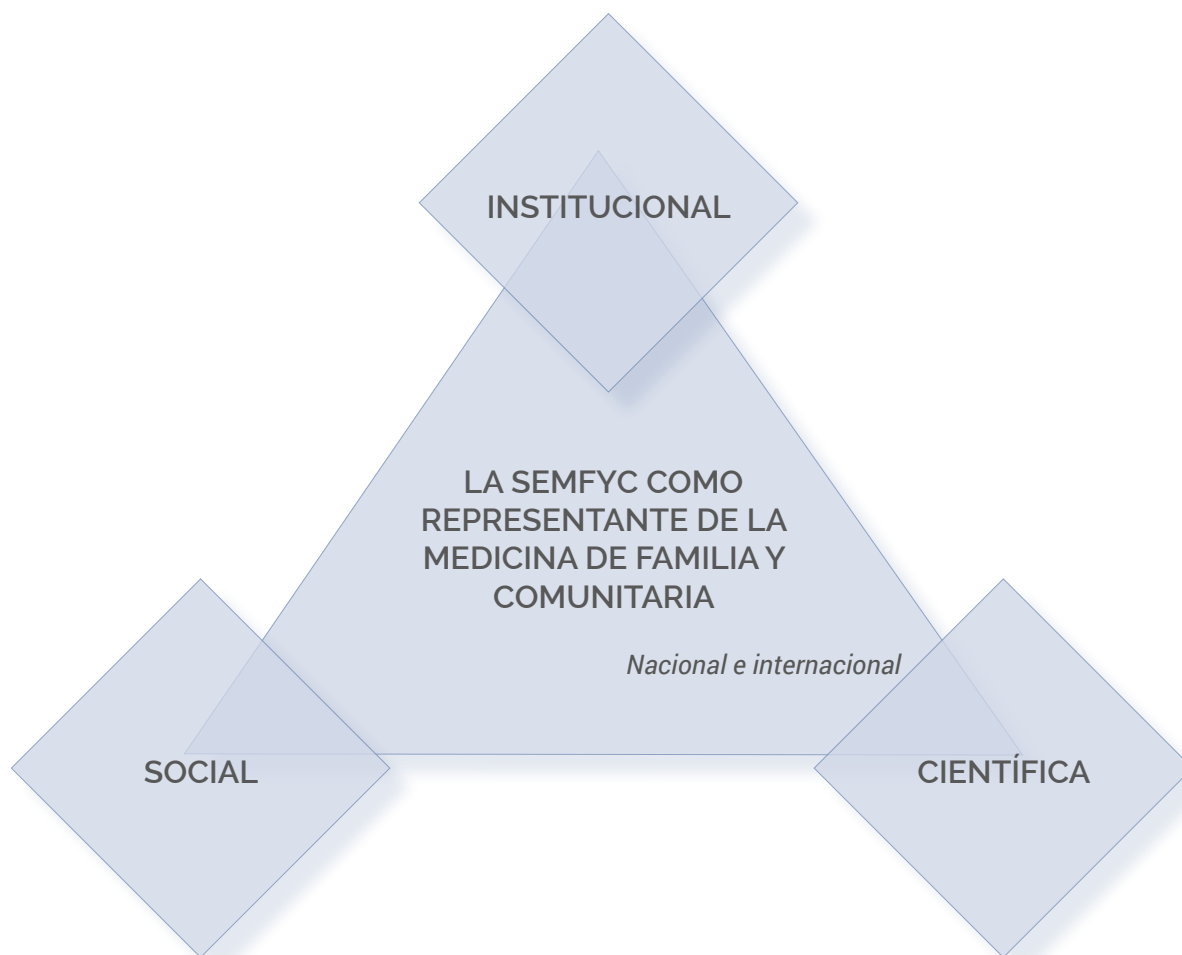 INSTITUCIONAL
LA SEMFYC COMO
REPRESENTANTE DE LA
MEDICINA DE FAMILIA Y
COMUNITARIA
Nacional e internacional
SOCIAL
CIENTÍFICA